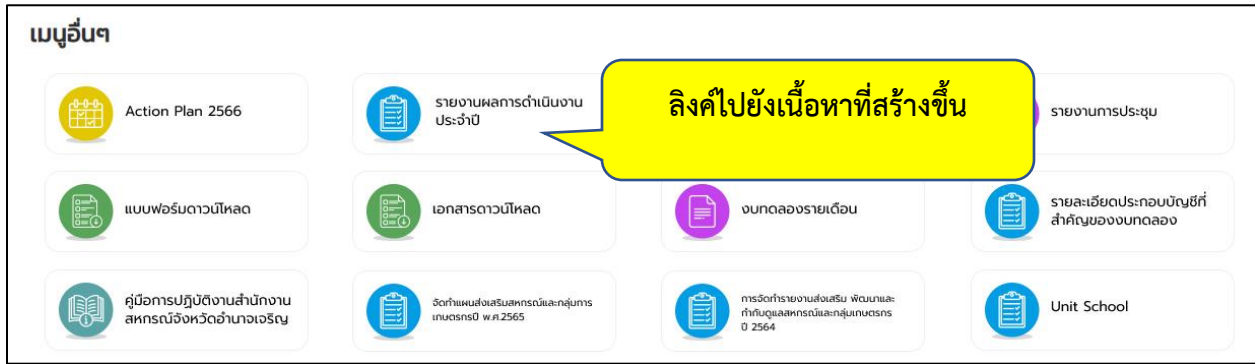 เมนูอื่นๆ
Action Plan 2566
รายงานผลการดำเนินงาน
ประจำปี
ลิงค์ไปยังเนื้อหาที่สร้างขึ้น
รายงานการประชุม
แบบฟอร์มดาวน์โหลด
เอกสารดาวน์โหลด
งบทดลองรายเดือน
รายละเอียดประกอบบัญชีที่
สำคัญของงบทดลอง
คู่มือการปฏิบัติงานสำนักงาน
สหกรณ์จังหวัดอำนาจเจริญ
จัดทำแผนส่งเสริมสหกรณ์และกลุ่มการ
เกษตรกรปี พ.ศ.2565
การจัดทำรายงานส่งเสริม พัฒนาและ
กำกับดูแลสหกรณ์และกลุ่มเกษตรกร
ปี 2564
Unit School